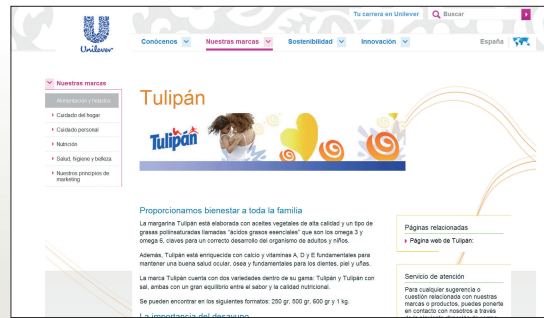 Tu carrera en Unilever
Buscar
Unilever
Conócenos
Nuestras marcas
Sostenibilidad
Innovación
España
Nuestras marcas
Alimentación y helados
Cuidado del hogar
Cuidado personal
Nutrición
Salud, higiene y belleza
Nuestros principios de
marketing
Tulipán
Tulipán
Proporcionamos bienestar a toda la familia
La margarina Tulipán está elaborada con aceites vegetales de alta calidad y un tipo de
grasas poliinsaturadas llamadas "ácidos grasos esenciales" que son los omega 3 y
omega 6, claves para un correcto desarrollo del organismo de adultos y niños.
Además, Tulipán está enriquecida con calcio y vitaminas A, D y E fundamentales para
mantener una buena salud ocular, ósea y fundamentales para los dientes, piel y uñas.
La marca Tulipán cuenta con dos variedades dentro de su gama: Tulipán y Tulipán con
sal, ambas con un gran equilibrio entre el sabor y la calidad nutricional.
Se pueden encontrar en los siguientes formatos: 250 gr, 500 gr, 600 gr y 1 kg.
La importancia del desayuno
Páginas relacionadas
Página web de Tulipán:
Servicio de atención
Para cualquier sugerencia o
cuestión relacionada con nuestras
marcas o productos, puedes ponerte
en contacto con nosotros a través